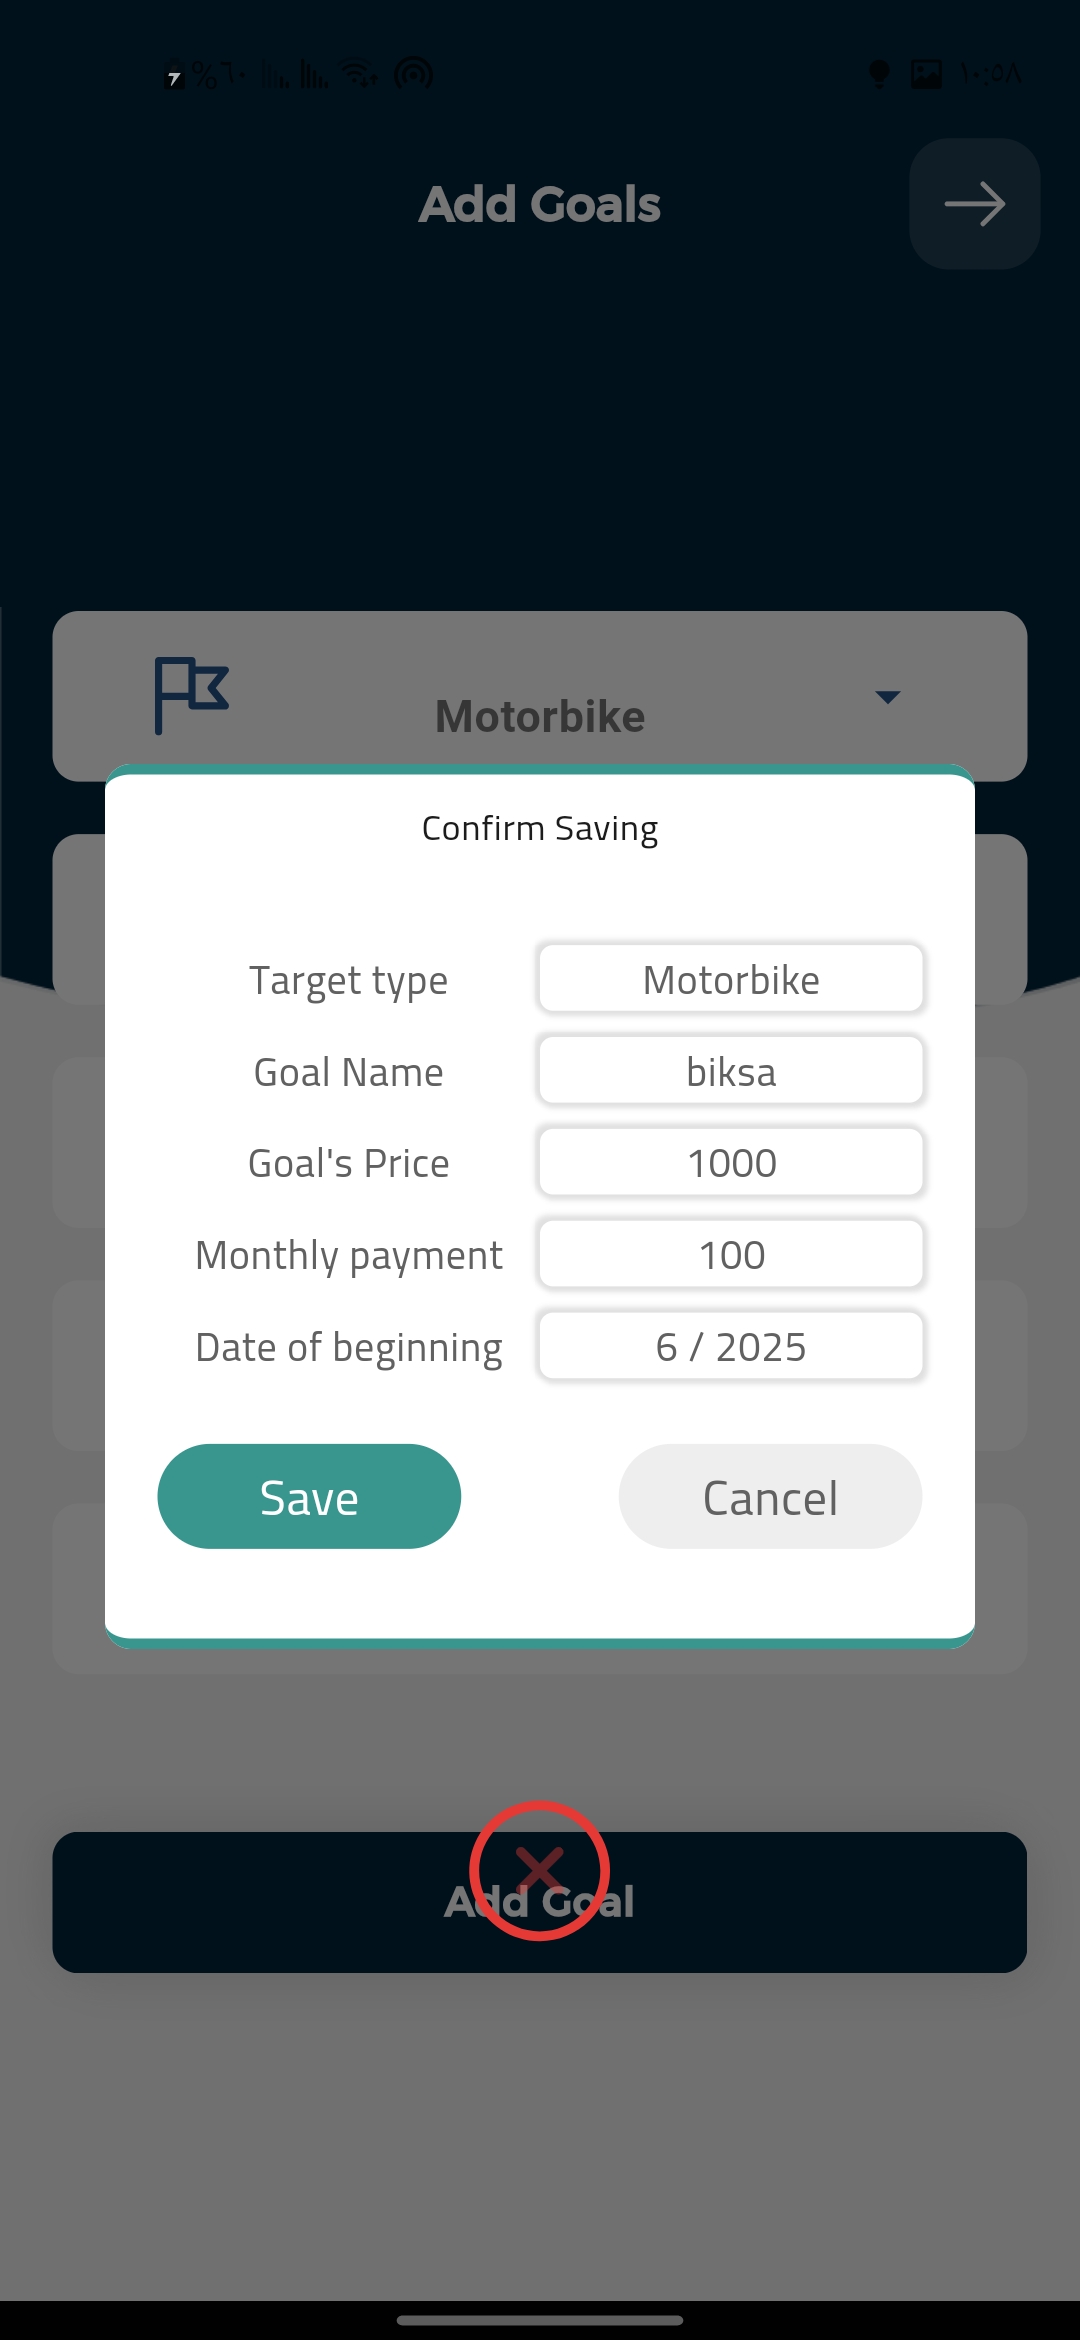 %٦٠ ١٠:٥٨
Add Goals
Motorbike
Confirm Saving
Target type Motorbike
Goal Name biksa
Goal's Price 1000
Monthly payment 100
Date of beginning 6 / 2025
Save Cancel
Add Goal